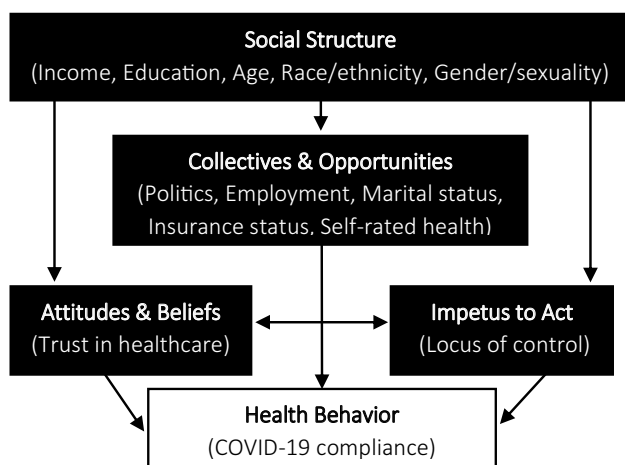 Social Structure
(Income, Education, Age, Race/ethnicity, Gender/sexuality)
Collectives & Opportunities
(Politics, Employment, Marital status,
Insurance status, Self-rated health)
Attitudes & Beliefs
(Trust in healthcare)
Impetus to Act
(Locus of control)
Health Behavior
(COVID-19 compliance)